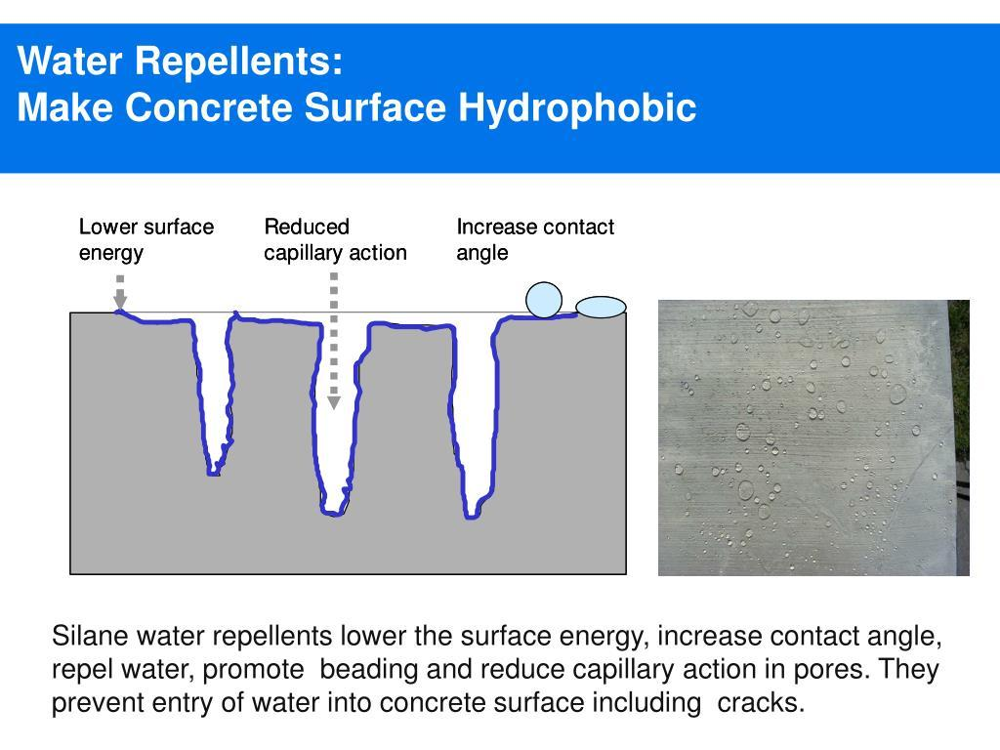 Water Repellents:
Make Concrete Surface Hydrophobic
Lower surface
energy
Reduced
capillary action
Increase contact
angle
Silane water repellents lower the surface energy, increase contact angle,
repel water, promote  beading and reduce capillary action in pores. They
prevent entry of water into concrete surface including  cracks.